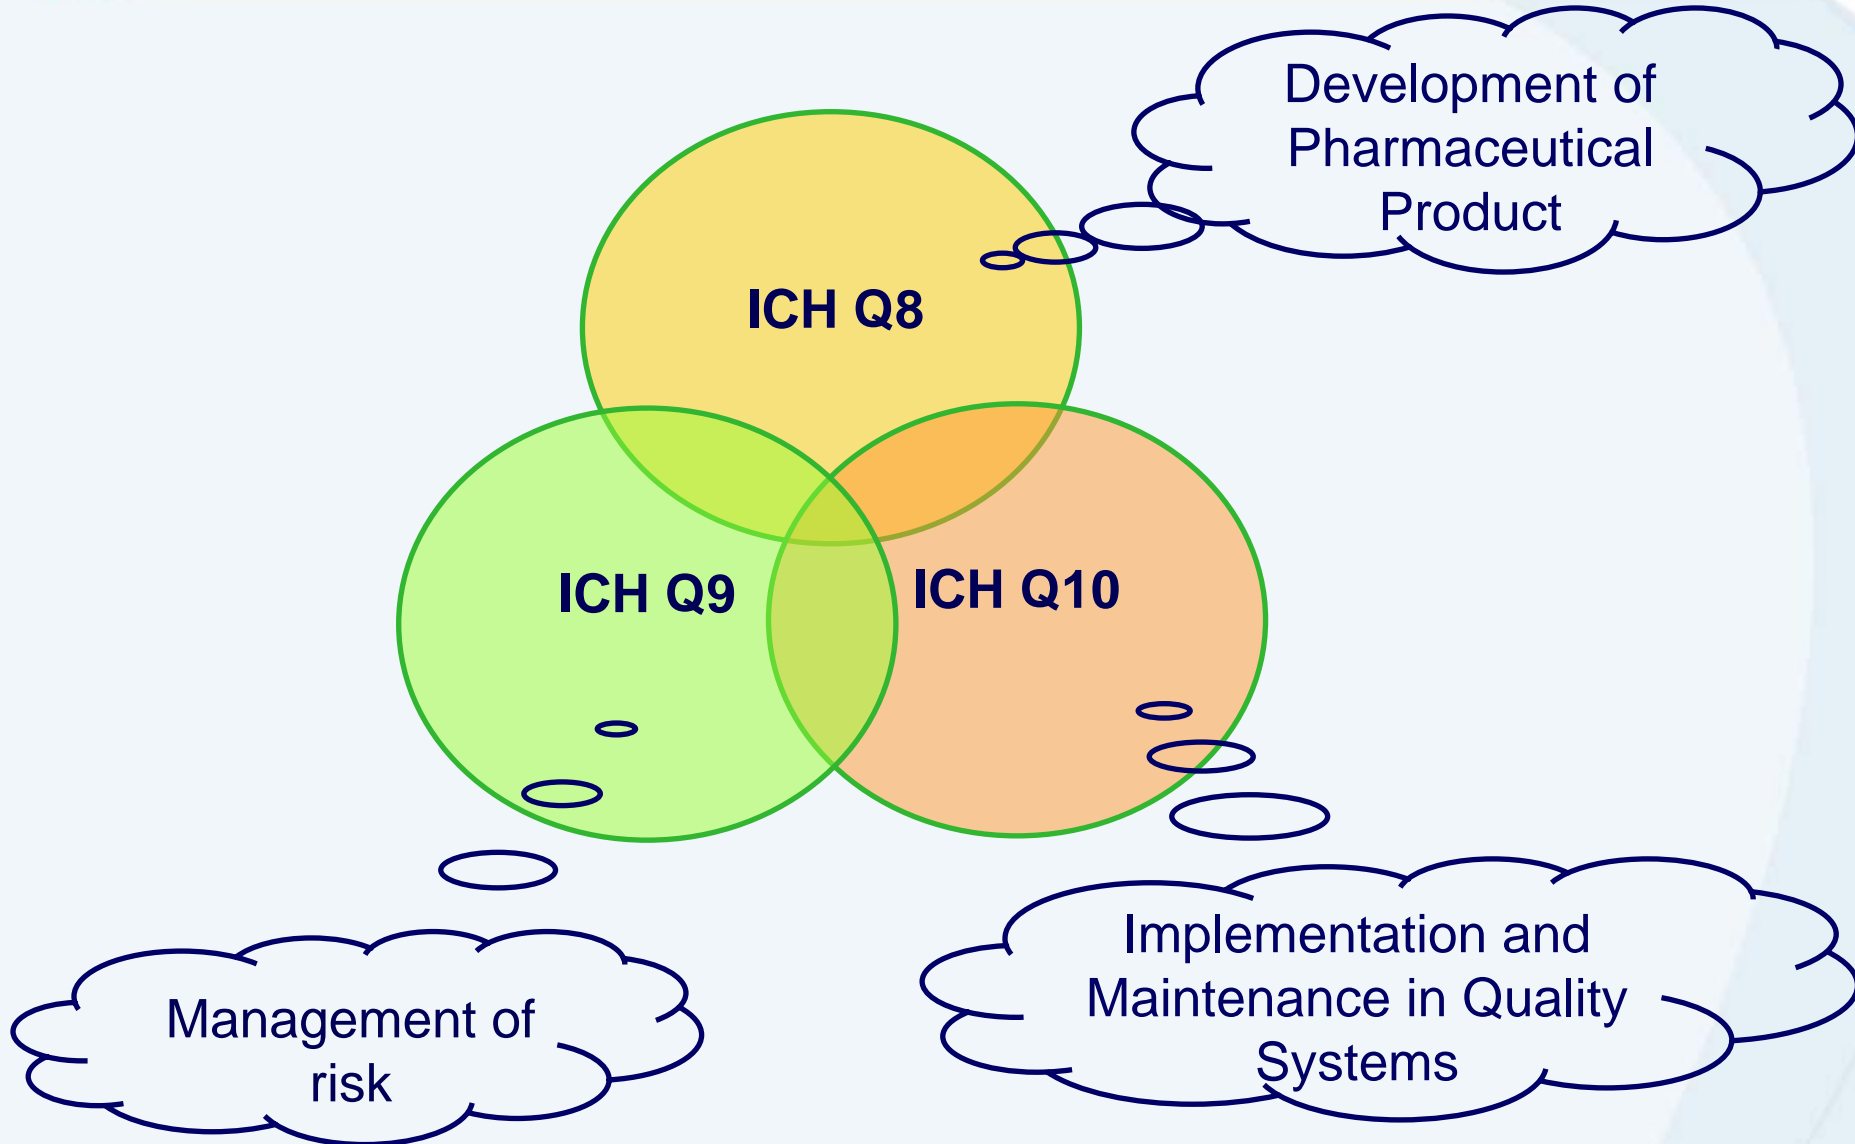 Development of
Pharmaceutical
Product
ICH Q8
ICH Q9
ICH Q10
Management of
risk
Implementation and
Maintenance in Quality
Systems